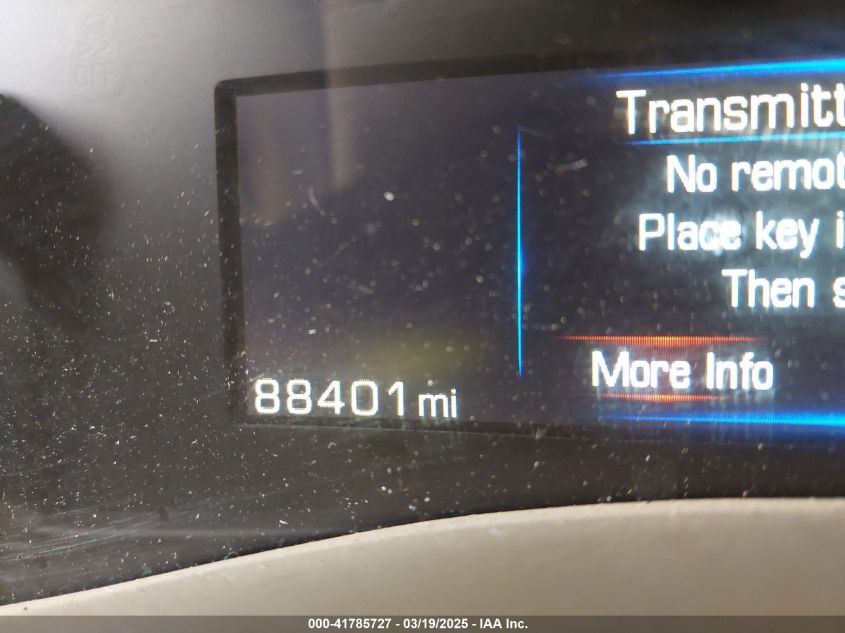 Transmitt
No remot
Place key i
Then s
More Info
88401 mi
000-41785727 - 03/19/2025 - IAA Inc.